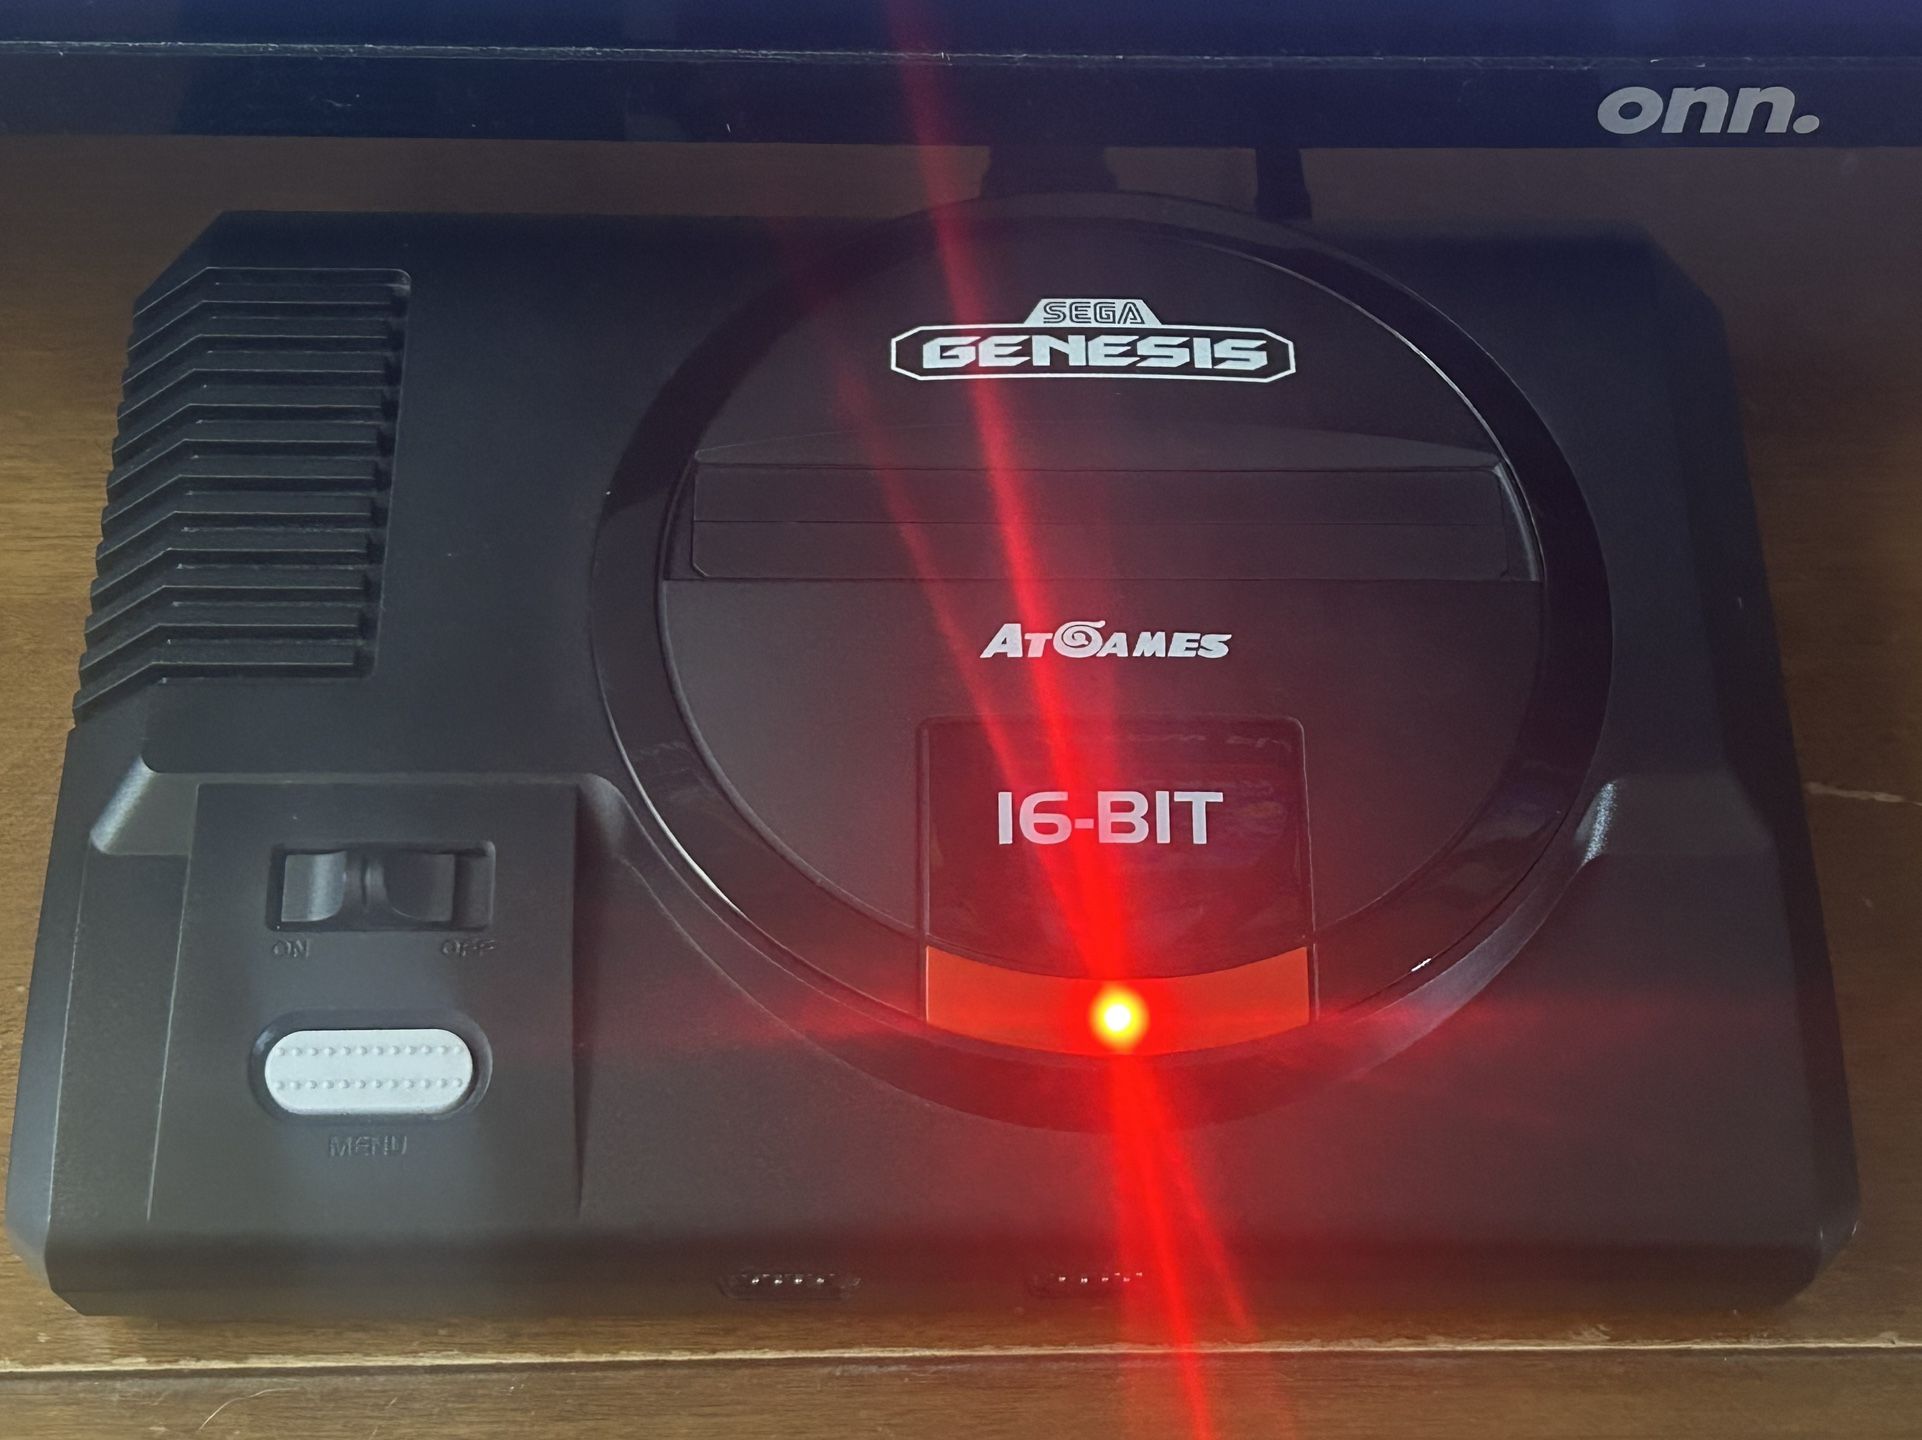 onn.
SEGA
GENESIS
ATGAMES
16-BIT
ON OFF
MENU